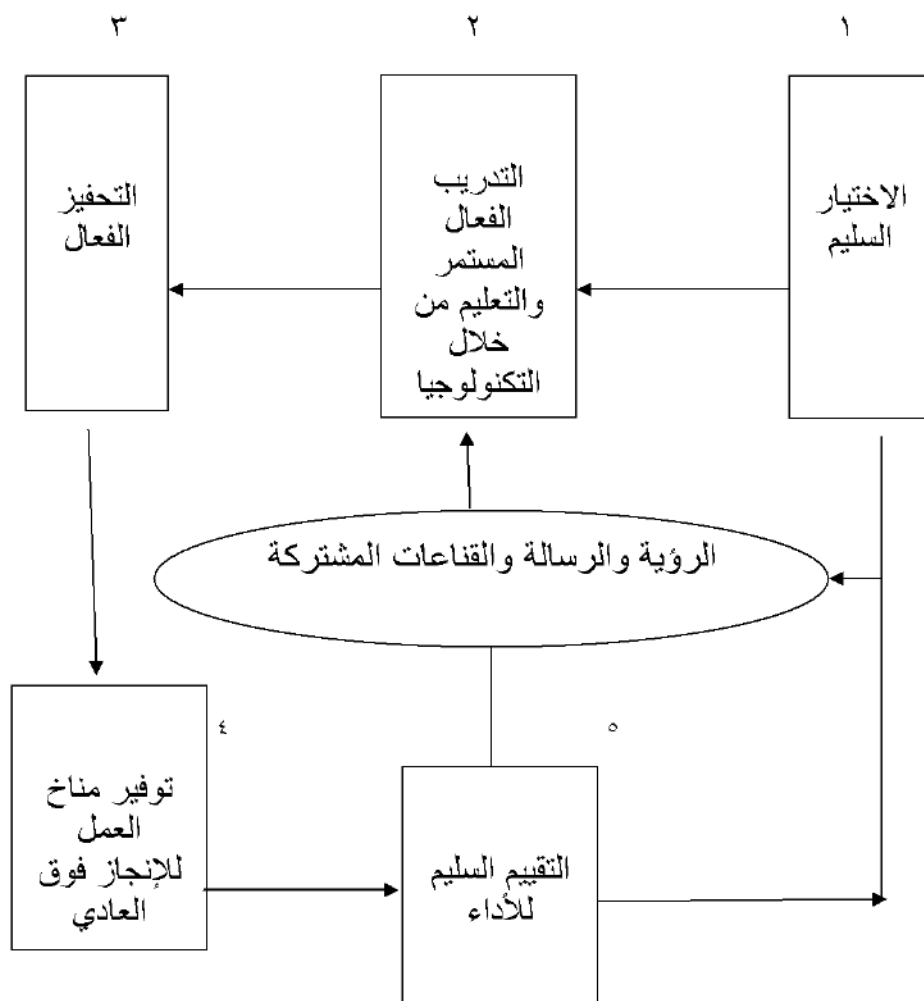 ١
٢
٣
الاختيار
السليم
التدريب
الفعال
المستمر
والتعليم من
خلال
التكنولوجيا
التحفيز
الفعال
الرؤية والرسالة والقناعات المشتركة
٤
توفير مناخ
العمل
للإنجاز فوق
العادي
٥
التقييم السليم
للأداء